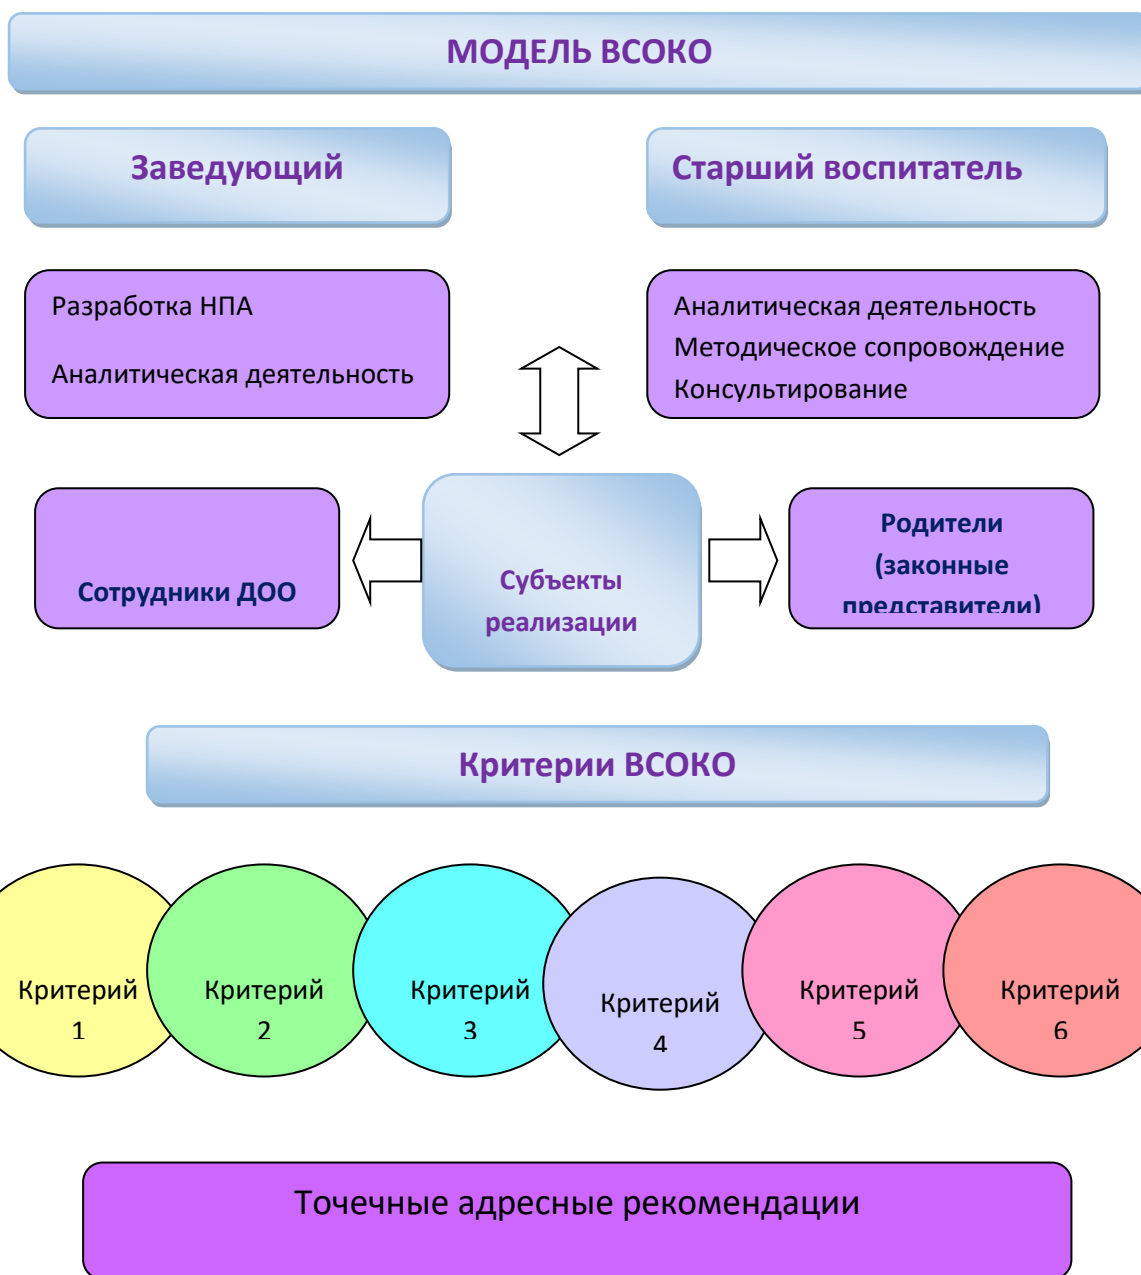 МОДЕЛЬ ВСОКО
Заведующий
Старший воспитатель
Разработка НПА
Аналитическая деятельность
Аналитическая деятельность
Методическое сопровождение
Консультирование
Сотрудники ДОО
Субъекты
реализации
Родители
(законные
представители)
Критерии ВСОКО
Критерий
1
Критерий
2
Критерий
3
Критерий
4
Критерий
5
Критерий
6
Точечные адресные рекомендации